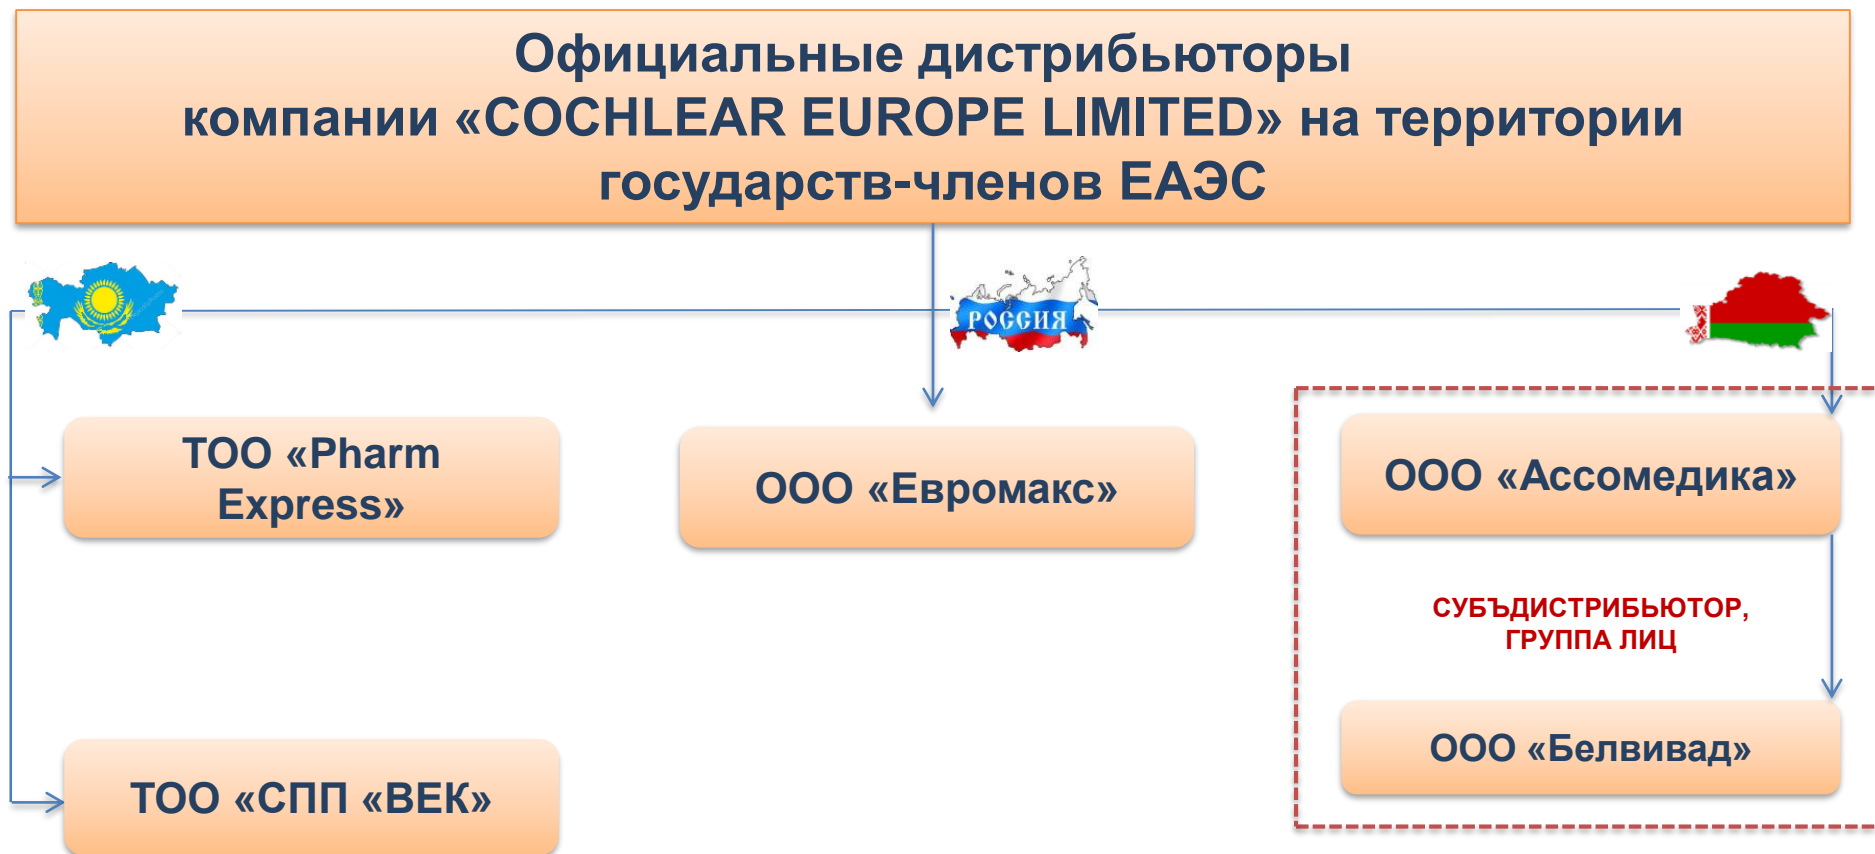 Официальные дистрибьюторы
компании «COCHLEAR EUROPE LIMITED» на территории
государств-членов ЕАЭС
РОССИЯ
ТОО «Pharm
Express»
ООО «Евромакс»
ООО «Ассомедика»
СУБЪДИСТРИБЬЮТОР,
ГРУППА ЛИЦ
ООО «Белвивад»
ТОО «СПП «ВЕК»